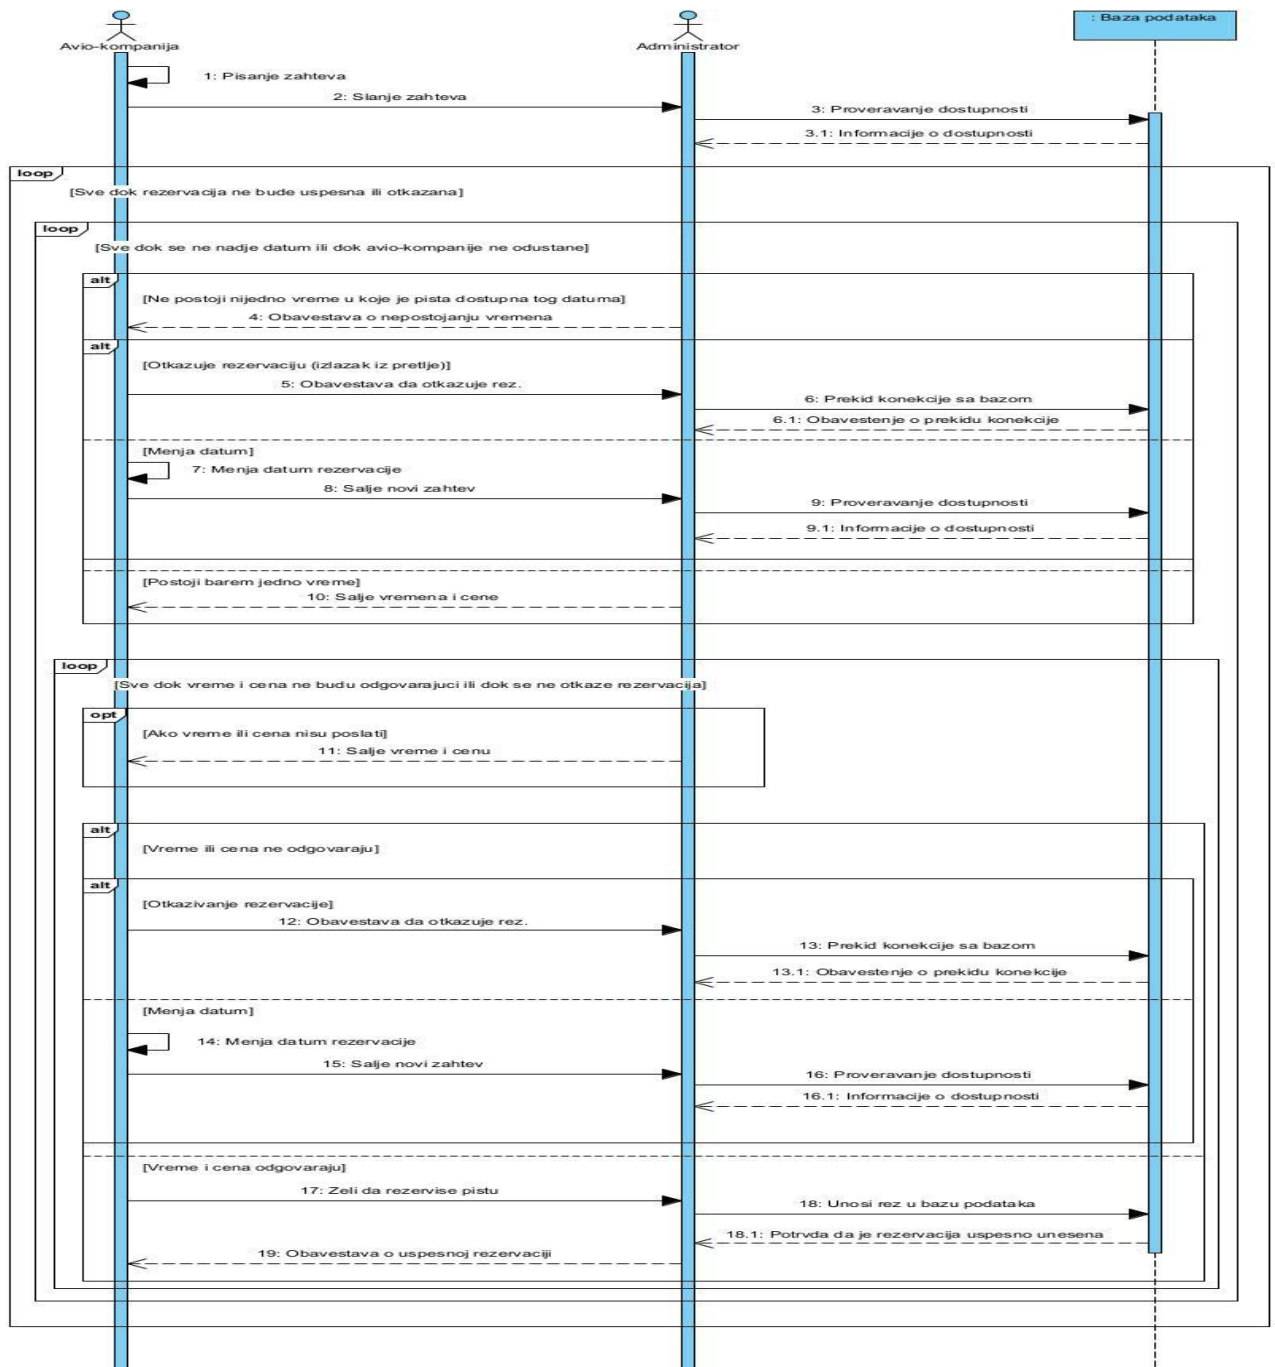 Avio-kompanija
Administrator
: Baza podataka
1: Pisanje zahteva
2: Slanje zahteva
3: Proveravanje dostupnosti
3.1: Informacije o dostupnosti
loop
[Sve dok rezervacija ne bude uspesna ili otkazana]
loop
[Sve dok se ne nadje datum ili dok avio-kompanije ne odustane]
alt
[Ne postoji nijedno vreme u koje je pista dostupna tog datuma]
4: Obavestava o nepostojanju vremena
alt
[Otkazuje rezervaciju (izlazak iz pretlje)]
5: Obavestava da otkazuje rez.
6: Prekid konekcije sa bazom
6.1: Obavestenje o prekidu konekcije
[Menja datum]
7: Menja datum rezervacije
8: Salje novi zahtev
9: Proveravanje dostupnosti
9.1: Informacije o dostupnosti
[Postoji barem jedno vreme]
10: Salje vremena i cene
loop
[Sve dok vreme i cena ne budu odgovarajuci ili dok se ne otkaze rezervacija]
opt
[Ako vreme ili cena nisu poslati]
11: Salje vreme i cenu
alt
[Vreme ili cena ne odgovaraju]
alt
[Otkazivanje rezervacije]
12: Obavestava da otkazuje rez.
13: Prekid konekcije sa bazom
13.1: Obavestenje o prekidu konekcije
[Menja datum]
14: Menja datum rezervacije
15: Salje novi zahtev
16: Proveravanje dostupnosti
16.1: Informacije o dostupnosti
[Vreme i cena odgovaraju]
17: Zeli da rezervise pistu
18: Unosi rez u bazu podataka
18.1: Potrvda da je rezervacija uspesno unesena
19: Obavestava o uspesnoj rezervaciji